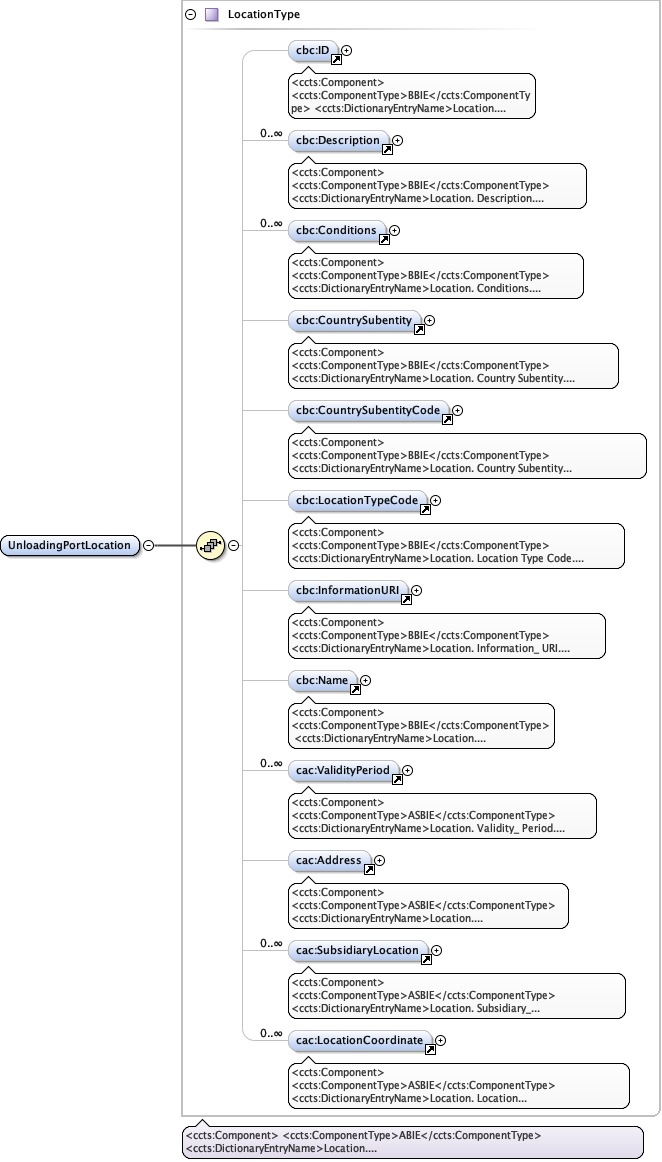 LocationType
cbc:ID
<ccts:Component>
<ccts:ComponentType>BBIE</ccts:ComponentTy
pe> <ccts:DictionaryEntryName>Location....
0..∞
cbc:Description
<ccts:Component>
<ccts:ComponentType>BBIE</ccts:ComponentType>
<ccts:DictionaryEntryName>Location. Description....
0..∞
cbc:Conditions
<ccts:Component>
<ccts:ComponentType>BBIE</ccts:ComponentType>
<ccts:DictionaryEntryName>Location. Conditions....
cbc:CountrySubentity
<ccts:Component>
<ccts:ComponentType>BBIE</ccts:ComponentType>
<ccts:DictionaryEntryName>Location. Country Subentity....
cbc:CountrySubentityCode
<ccts:Component>
<ccts:ComponentType>BBIE</ccts:ComponentType>
<ccts:DictionaryEntryName>Location. Country Subentity...
cbc:LocationTypeCode
<ccts:Component>
<ccts:ComponentType>BBIE</ccts:ComponentType>
<ccts:DictionaryEntryName>Location. Location Type Code....
UnloadingPortLocation
cbc:InformationURI
<ccts:Component>
<ccts:ComponentType>BBIE</ccts:ComponentType>
<ccts:DictionaryEntryName>Location. Information_ URI....
cbc:Name
<ccts:Component>
<ccts:ComponentType>BBIE</ccts:ComponentType>
<ccts:DictionaryEntryName>Location....
0..∞
cac:ValidityPeriod
<ccts:Component>
<ccts:ComponentType>ASBIE</ccts:ComponentType>
<ccts:DictionaryEntryName>Location. Validity_ Period....
cac:Address
<ccts:Component>
<ccts:ComponentType>ASBIE</ccts:ComponentType>
<ccts:DictionaryEntryName>Location....
0..∞
cac:SubsidiaryLocation
<ccts:Component>
<ccts:ComponentType>ASBIE</ccts:ComponentType>
<ccts:DictionaryEntryName>Location. Subsidiary_...
0..∞
cac:LocationCoordinate
<ccts:Component>
<ccts:ComponentType>ASBIE</ccts:ComponentType>
<ccts:DictionaryEntryName>Location. Location...
<ccts:Component> <ccts:ComponentType>ABIE</ccts:ComponentType>
<ccts:DictionaryEntryName>Location....